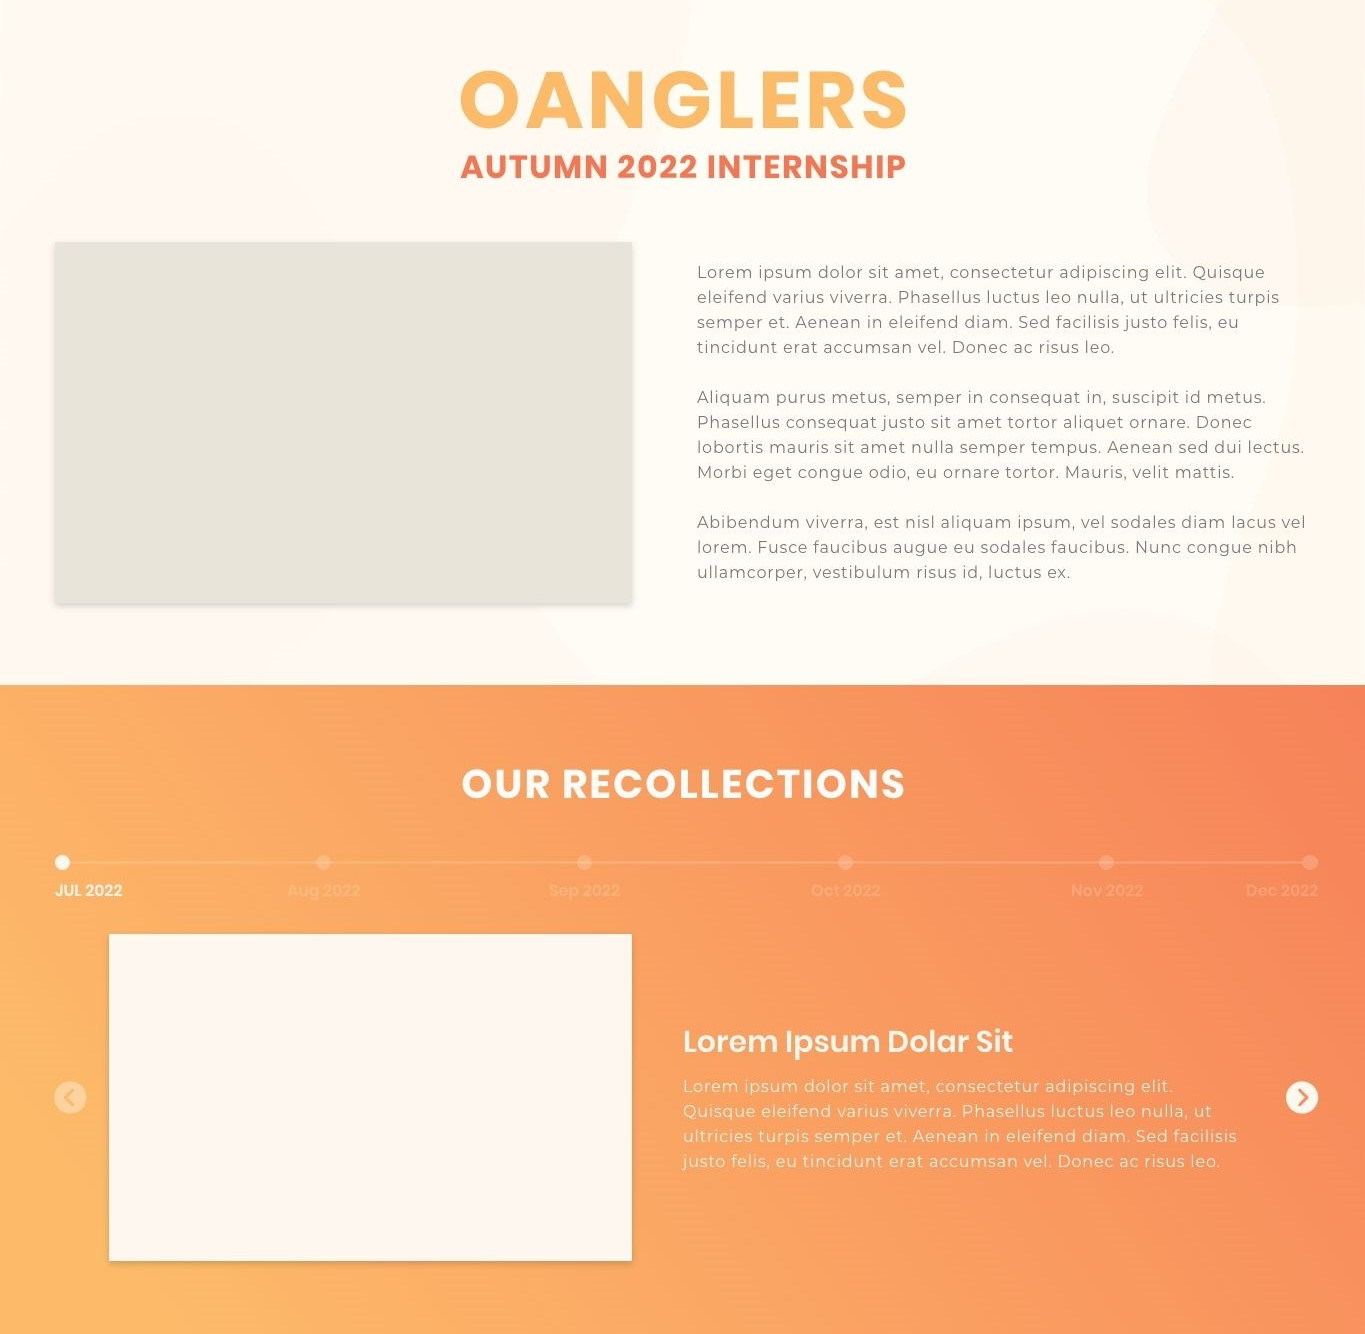 OANGLERS
AUTUMN 2022 INTERNSHIP
Lorem ipsum dolor sit amet, consectetur adipiscing elit. Quisque
eleifend varius viverra. Phasellus luctus leo nulla, ut ultricies turpis
semper et. Aenean in eleifend diam. Sed facilisis justo felis, eu
tincidunt erat accumsan vel. Donec ac risus leo.
Aliquam purus metus, semper in consequat in, suscipit id metus.
Phasellus consequat justo sit amet tortor aliquet ornare. Donec
lobortis mauris sit amet nulla semper tempus. Aenean sed dui lectus.
Morbi eget congue odio, eu ornare tortor. Mauris, velit mattis.
Abibendum viverra, est nisl aliquam ipsum, vel sodales diam lacus vel
lorem. Fusce faucibus augue eu sodales faucibus. Nunc congue nibh
ullamcorper, vestibulum risus id, luctus ex.
OUR RECOLLECTIONS
JUL 2022 Aug 2022 Sep 2022 Oct 2022 Nov 2022 Dec 2022
Lorem Ipsum Dolar Sit
Lorem ipsum dolor sit amet, consectetur adipiscing elit.
Quisque eleifend varius viverra. Phasellus luctus leo nulla, ut
ultricies turpis semper et. Aenean in eleifend diam. Sed facilisis
justo felis, eu tincidunt erat accumsan vel. Donec ac risus leo.